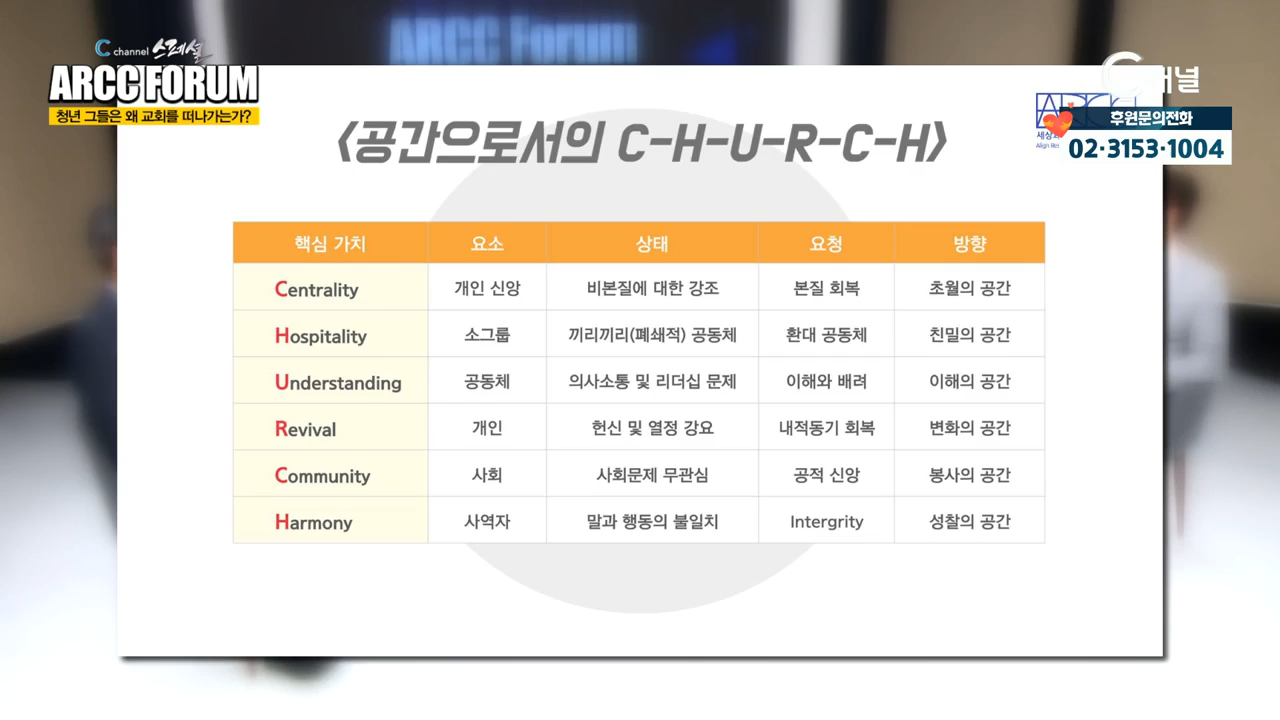 C channel 스페셜
ARCC FORUM
청년 그들은 왜 교회를 떠나가는가?
ARCC Forum
후원문의전화
02·3153·1004
〈공간으로서의 C-H-U-R-C-H〉
핵심 가치 요소 상태 요청 방향
Centrality 개인 신앙 비본질에 대한 강조 본질 회복 초월의 공간
Hospitality 소그룹 끼리끼리(폐쇄적) 공동체 환대 공동체 친밀의 공간
Understanding 공동체 의사소통 및 리더십 문제 이해와 배려 이해의 공간
Revival 개인 헌신 및 열정 강요 내적동기 회복 변화의 공간
Community 사회 사회문제 무관심 공적 신앙 봉사의 공간
Harmony 사역자 말과 행동의 불일치 Intergrity 성찰의 공간